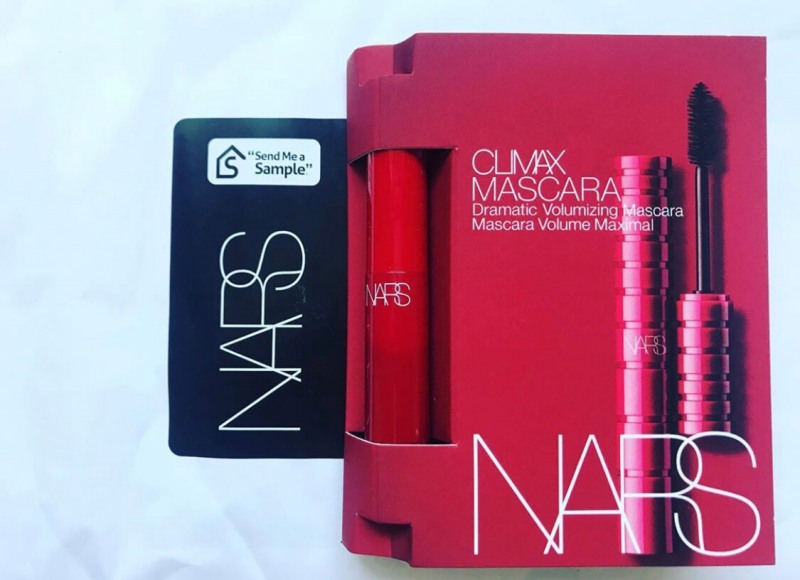 "Send Me a
Sample"
NARS
NARS
CLIMAX
MASCARA
Dramatic Volumizing Mascara
Mascara Volume Maximal
NARS
NARS